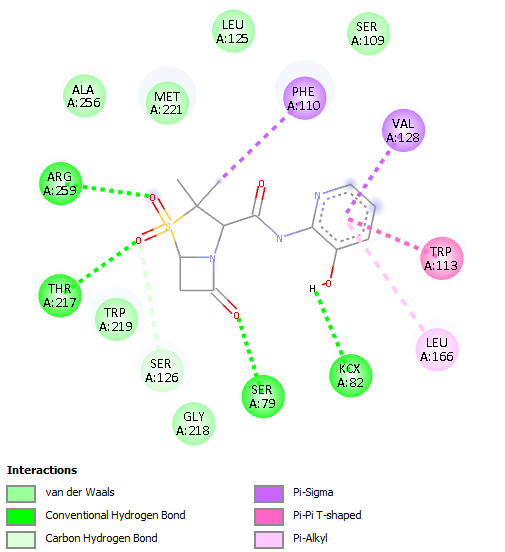 LEU
A:125
SER
A:109
ALA
A:256
MET
A:221
PHE
A:110
VAL
A:128
ARG
A:259
O
O
N
S
O
N
N
TRP
A:113
THR
A:217
H
O
TRP
A:219
O
LEU
A:166
SER
A:126
KCX
A:82
SER
A:79
GLY
A:218
Interactions
van der Waals
Conventional Hydrogen Bond
Carbon Hydrogen Bond
Pi-Sigma
Pi-Pi T-shaped
Pi-Alkyl